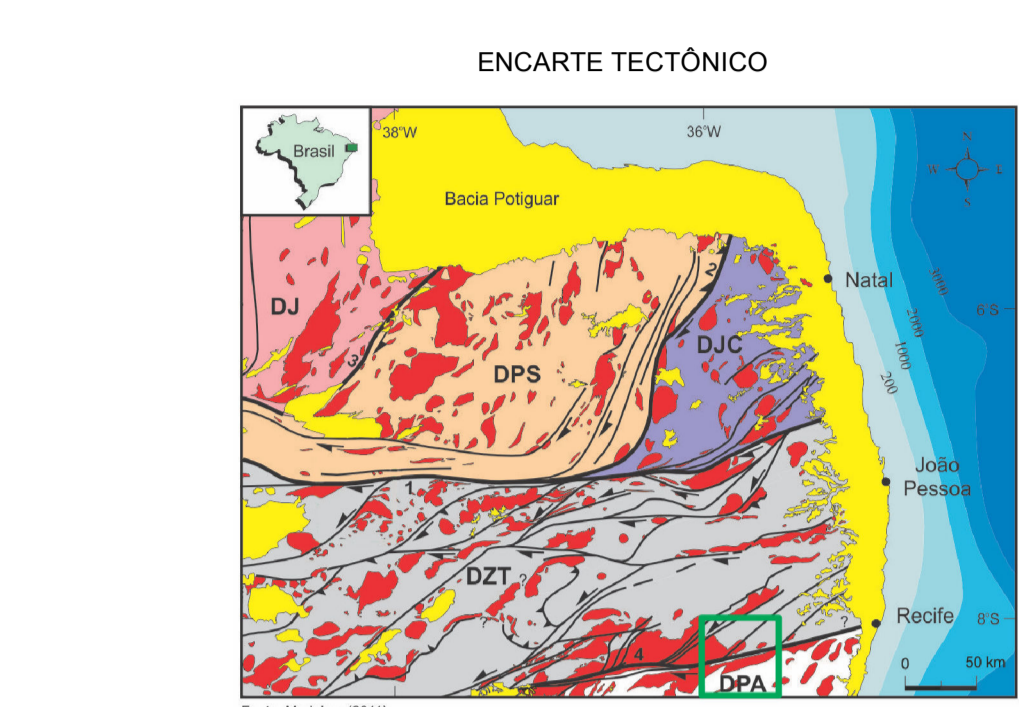 ENCARTE TECTÔNICO
38°W
36°W
Brasil
N
W
E
Bacia Potiguar
2
Natal
3000
6°S
DJ
2000
DJC
3
1000
DPS
200
João
Pessoa
1
DZT
?
?
?
Recife
8°S
4
0
50 km
DPA